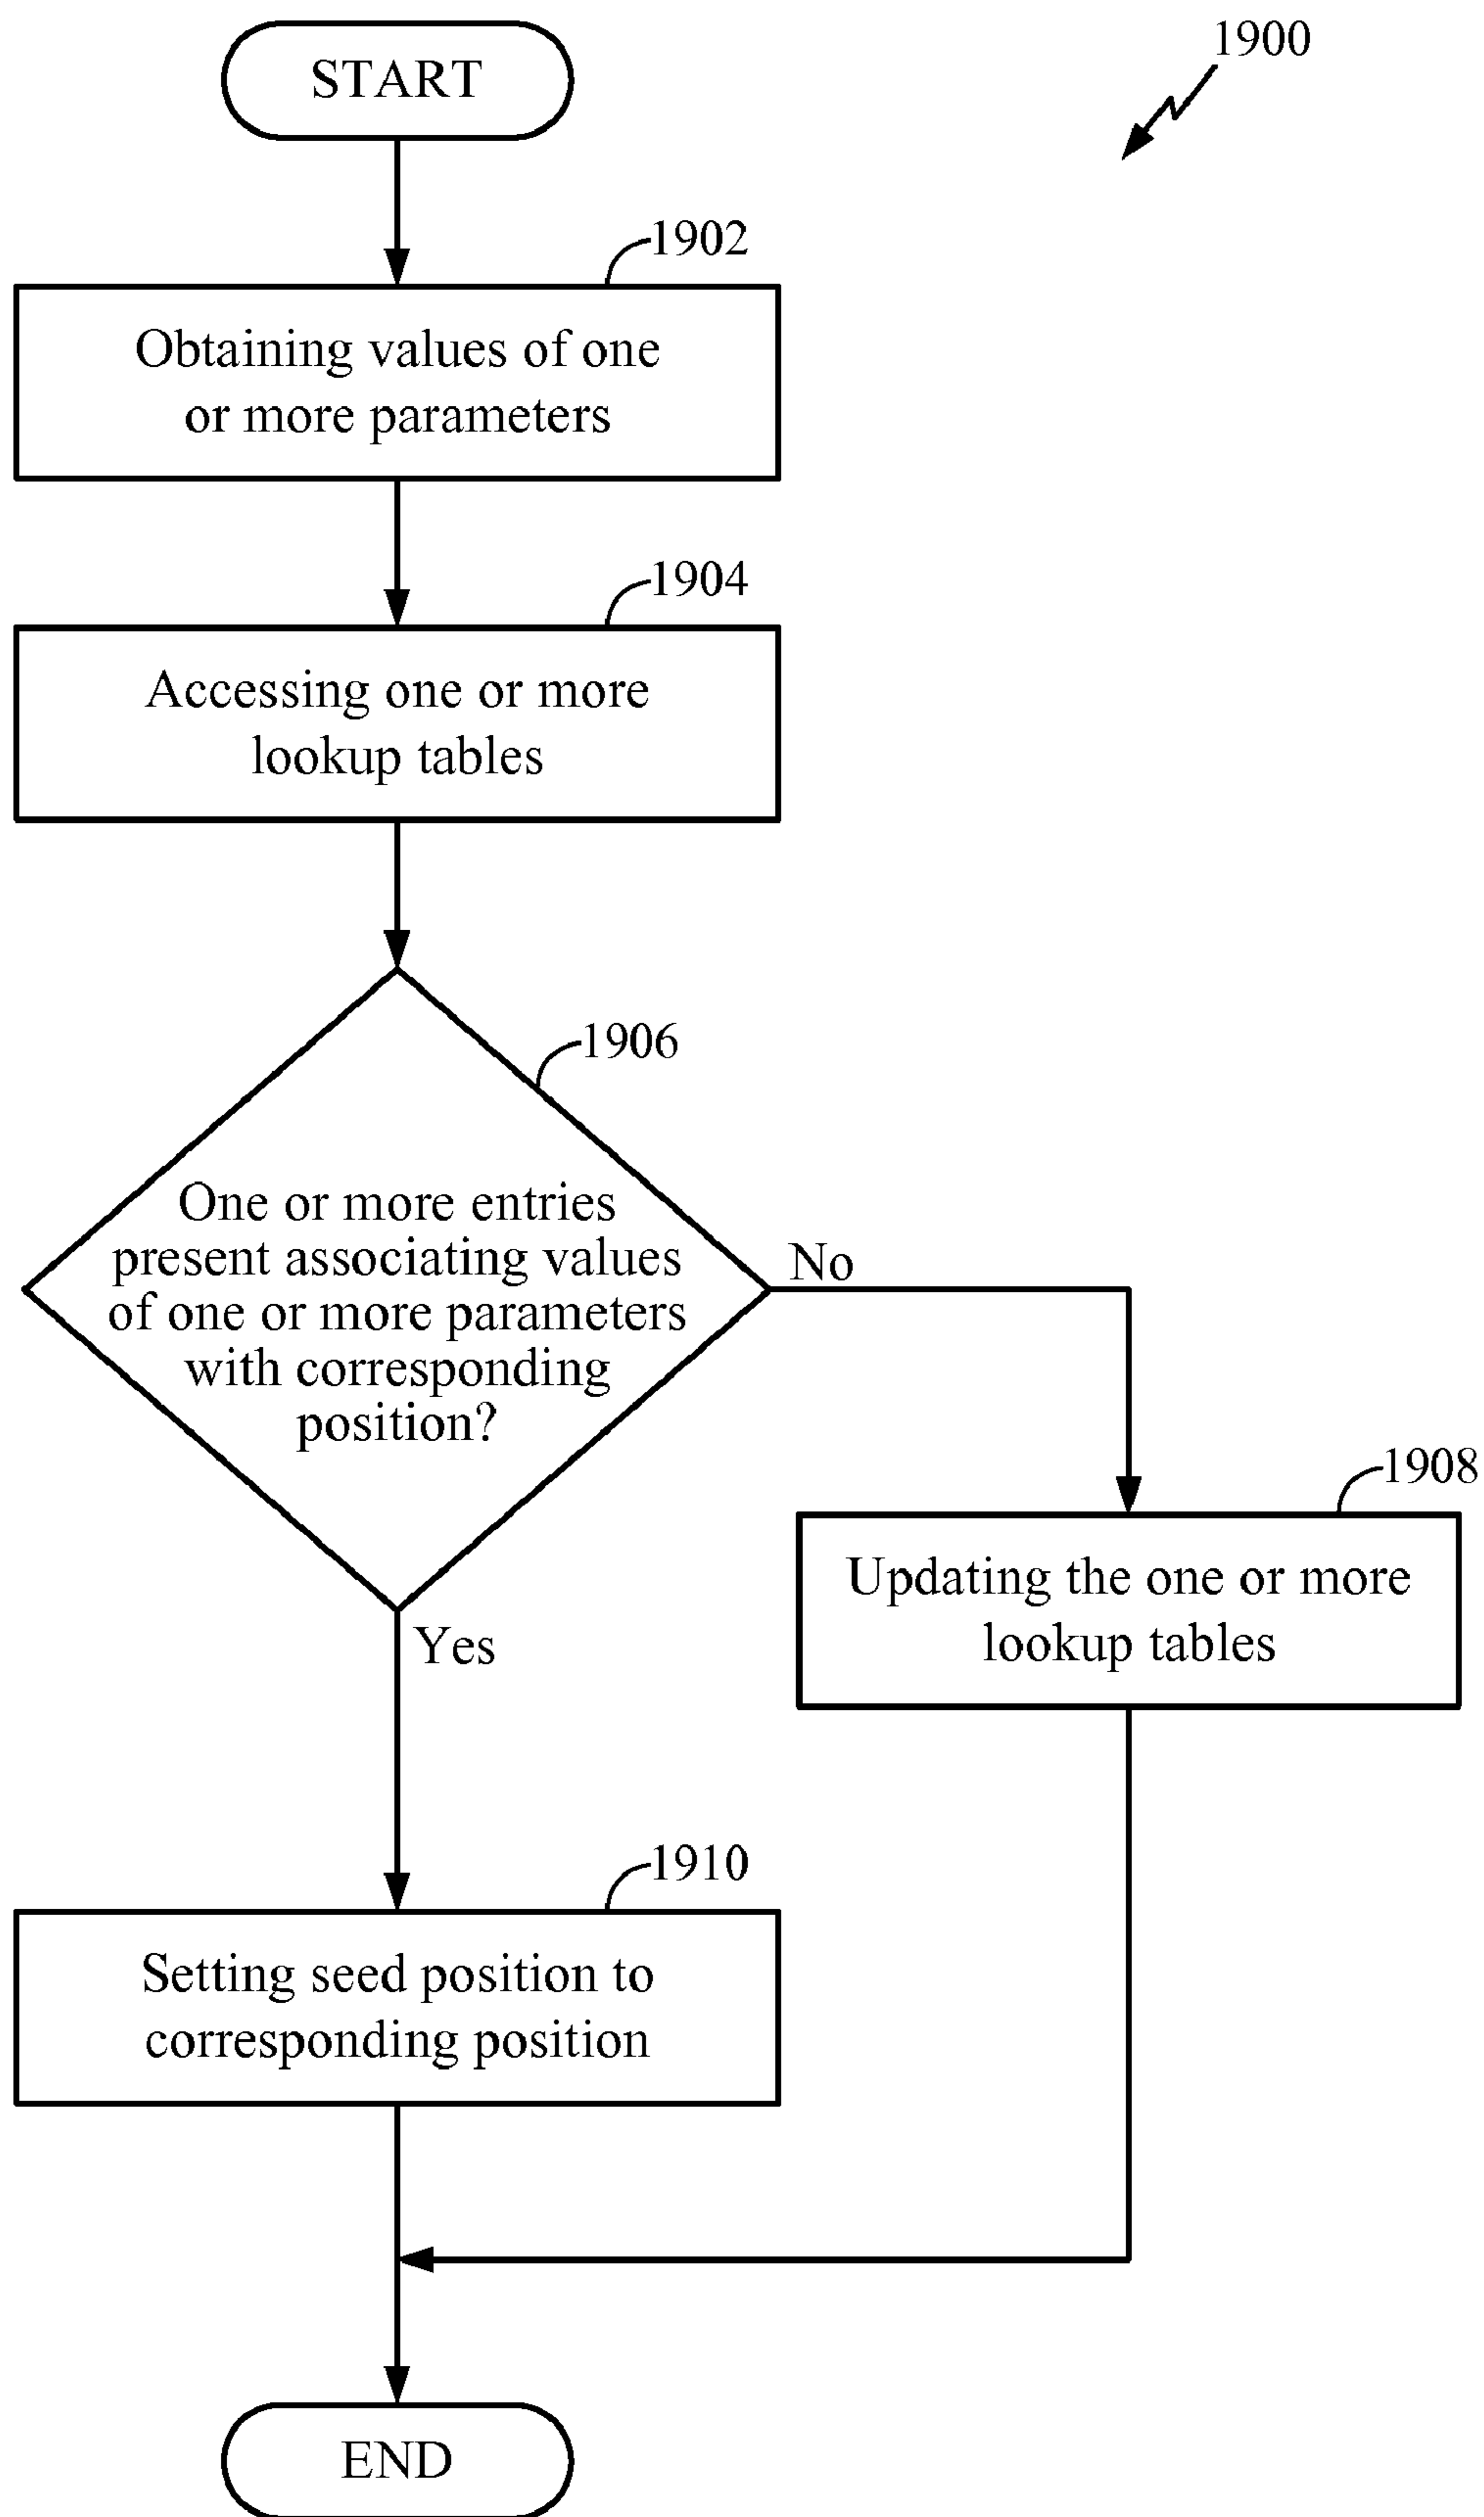 START
1900
1902
Obtaining values of one
or more parameters
1904
Accessing one or more
lookup tables
1906
One or more entries
present associating values
of one or more parameters
with corresponding
position?
No
Yes
1908
Updating the one or more
lookup tables
1910
Setting seed position to
corresponding position
END